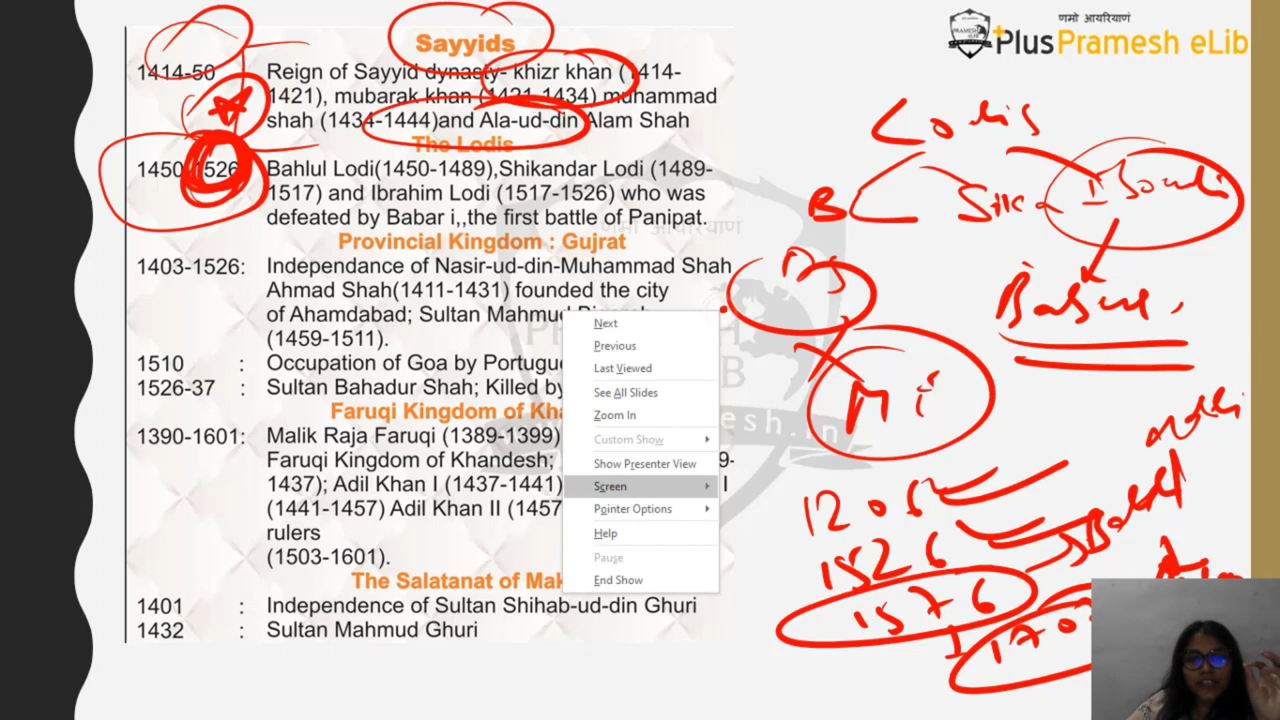 णमो आयरियाणं
PlusPramesh eLib
Sayyids
1414-50 Reign of Sayyid dynasty- khizr khan (1414-
1421), mubarak khan (1421-1434) muhammad
shah (1434-1444)and Ala-ud-din Alam Shah
The Lodis
1450-1526 Bahlul Lodi(1450-1489),Shikandar Lodi (1489-
1517) and Ibrahim Lodi (1517-1526) who was
defeated by Babar i,,the first battle of Panipat.
Provincial Kingdom : Gujrat
1403-1526: Independance of Nasir-ud-din-Muhammad Shah
Ahmad Shah(1411-1431) founded the city
of Ahamdabad; Sultan Mahmud
(1459-1511).
1510 : Occupation of Goa by
1526-37 : Sultan Bahadur Shah; Killed by
Faruqi Kingdom of
1390-1601: Malik Raja Faruqi (1389-1399)
Faruqi Kingdom of Khandesh; 9-
1437); Adil Khan I (1437-1441) I
(1441-1457) Adil Khan II (1457
rulers
(1503-1601).
The Salatanat of
1401 : Independence of Sultan Shihab-ud-din Ghuri
1432 : Sultan Mahmud Ghuri
Next
Previous
Last Viewed
See All Slides
Zoom In
Custom Show
Show Presenter View
Screen
Pointer Options
Help
Pause
End Show
Lodis
B
1206
1526
1576